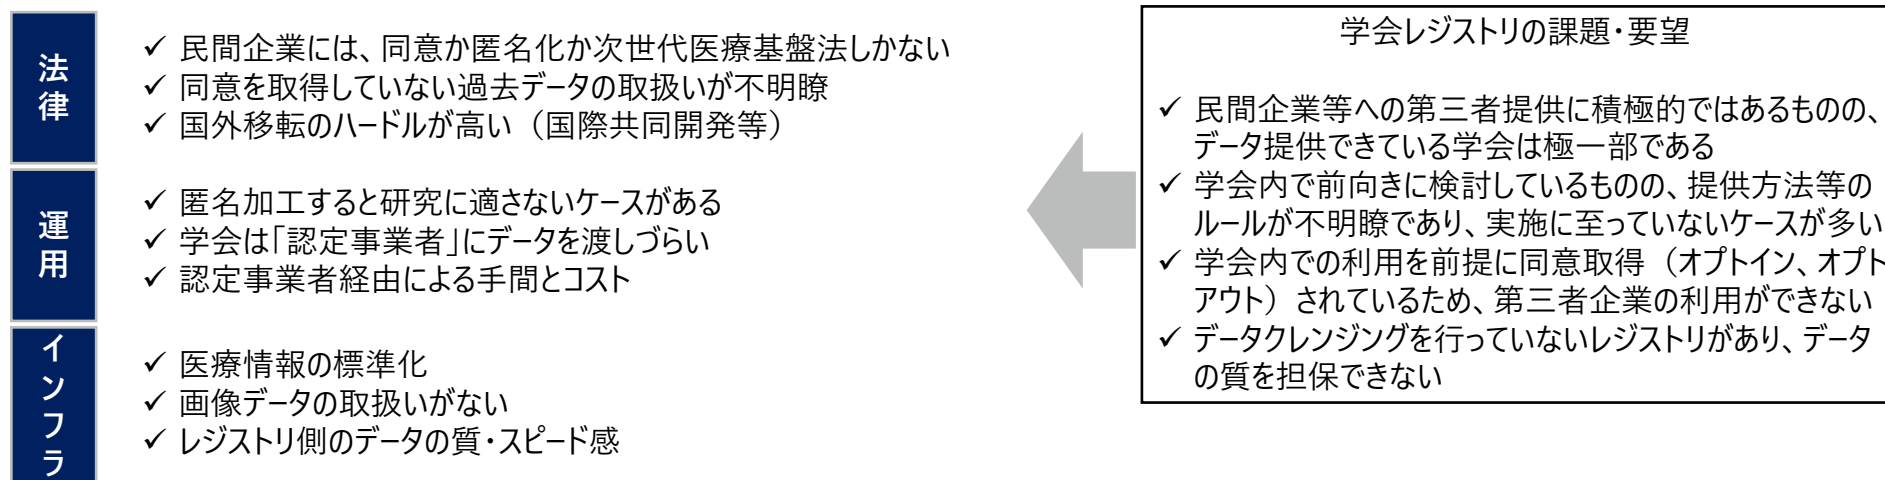 法律
✓ 民間企業には、同意か匿名化か次世代医療基盤法しかない
✓ 同意を取得していない過去データの取扱いが不明瞭
✓ 国外移転のハードルが高い（国際共同開発等）
運用
✓ 匿名加工すると研究に適さないケースがある
✓ 学会は「認定事業者」にデータを渡しづらい
✓ 認定事業者経由による手間とコスト
インフラ
✓ 医療情報の標準化
✓ 画像データの取扱いがない
✓ レジストリ側のデータの質・スピード感
学会レジストリの課題・要望
✓ 民間企業等への第三者提供に積極的ではあるものの、
データ提供できている学会は極一部である
✓ 学会内で前向きに検討しているものの、提供方法等の
ルールが不明瞭であり、実施に至っていないケースが多い
✓ 学会内での利用を前提に同意取得（オプトイン、オプト
アウト）されているため、第三者企業の利用ができない
✓ データクレンジングを行っていないレジストリがあり、データ
の質を担保できない